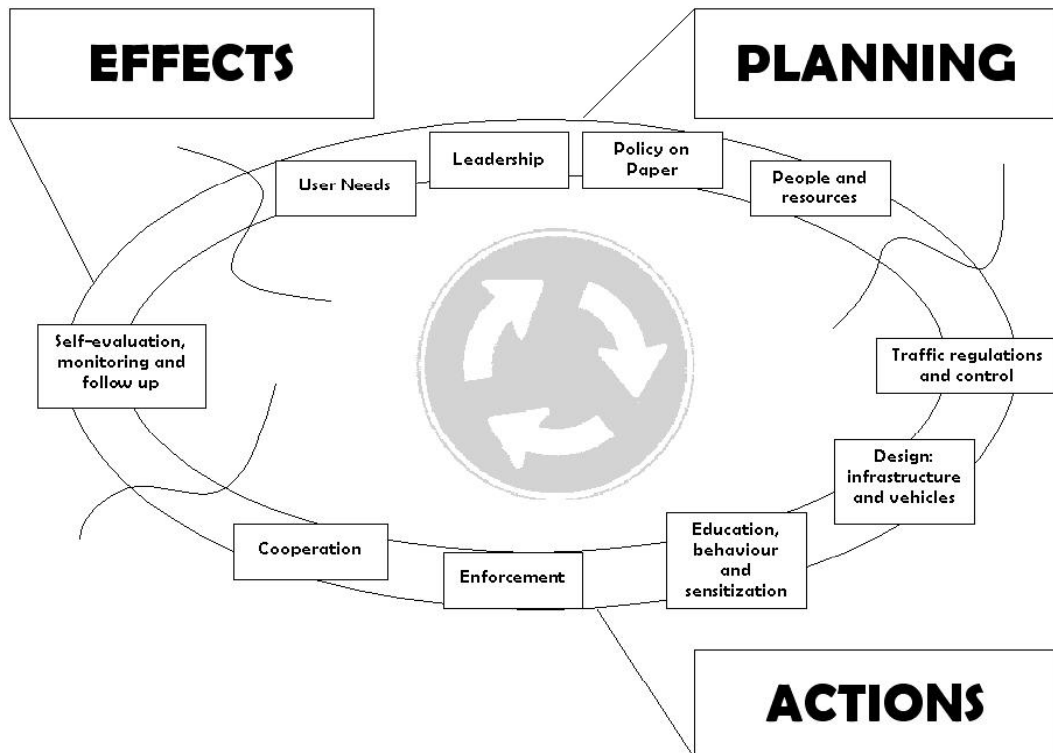 EFFECTS
PLANNING
Leadership
Policy on
Paper
User Needs
People and
resources
Self-evaluation,
monitoring and
follow up
Traffic regulations
and control
Design:
infrastructure
and vehicles
Education,
behaviour
and
sensitization
Cooperation
Enforcement
ACTIONS